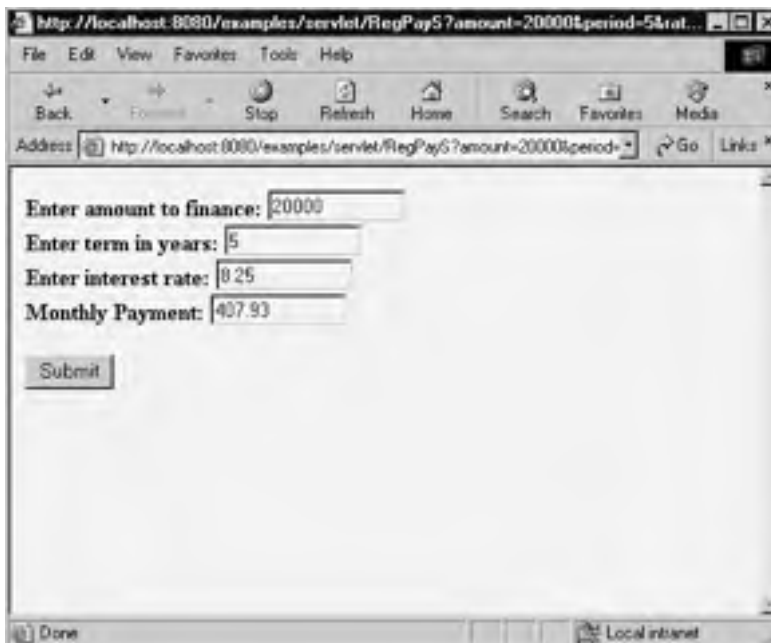 http://localhost:8080/examples/servlet/RegPayS?amount=20000&period=5&rat...
File Edit View Favorites Tools Help
Back Forward Stop Refresh Home Search Favorites Media
Address http://localhost:8080/examples/servlet/RegPayS?amount=20000&period= Go Links
Enter amount to finance: 20000
Enter term in years: 5
Enter interest rate: 8.25
Monthly Payment: 407.93
Submit
Done Local intranet